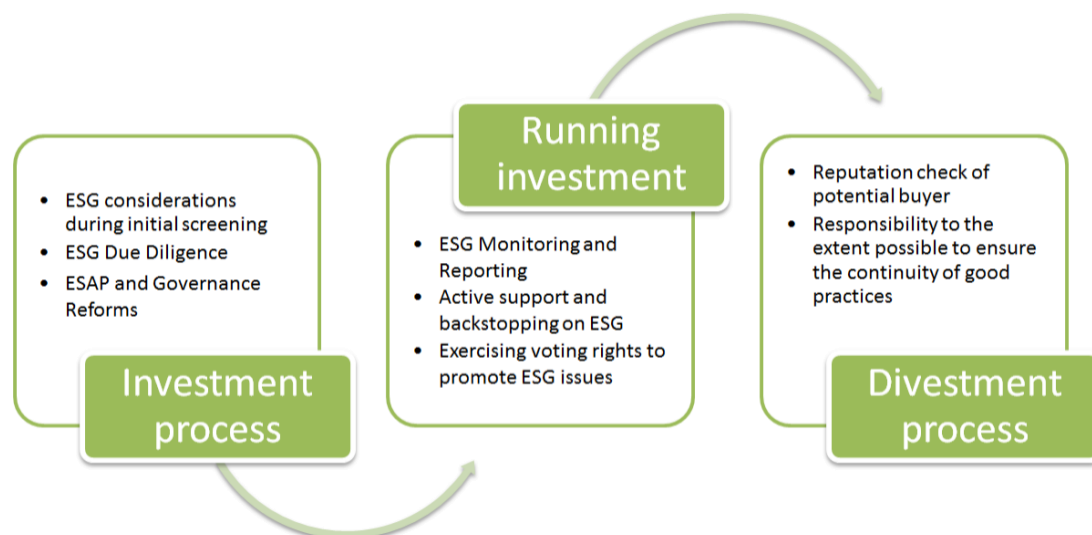 • ESG considerations
during initial screening
• ESG Due Diligence
• ESAP and Governance
Reforms
Investment
process
Running
investment
• ESG Monitoring and
Reporting
• Active support and
backstopping on ESG
• Exercising voting rights to
promote ESG issues
• Reputation check of
potential buyer
• Responsibility to the
extent possible to ensure
the continuity of good
practices
Divestment
process